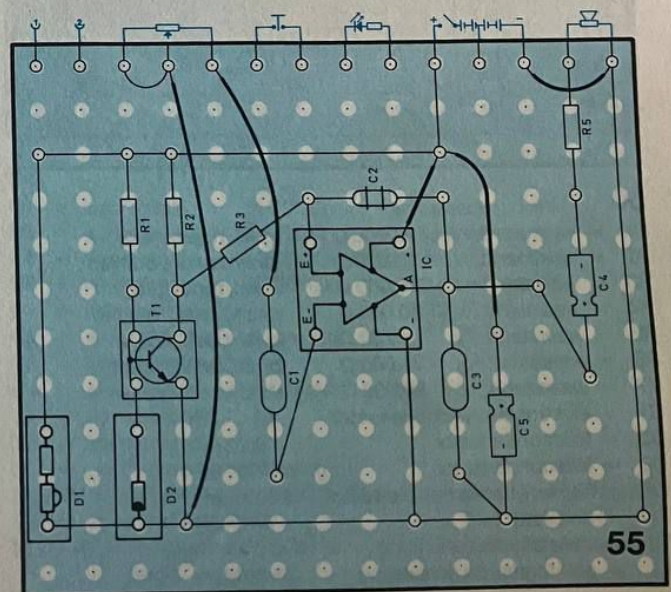 +
-
R1
R2
R3
R5
C2
T1
E+
E-
+
-
A
IC
C1
C3
C4
-
+
C5
-
+
D1
D2
55